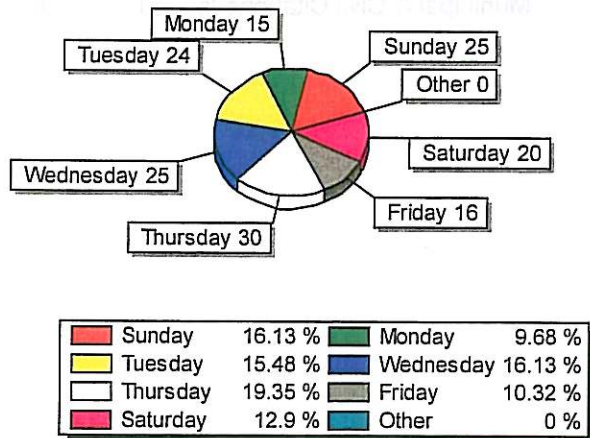 Monday 15
Tuesday 24
Sunday 25
Other 0
Wednesday 25
Saturday 20
Friday 16
Thursday 30
Sunday 16.13 % Monday 9.68 %
Tuesday 15.48 % Wednesday 16.13 %
Thursday 19.35 % Friday 10.32 %
Saturday 12.9 % Other 0 %